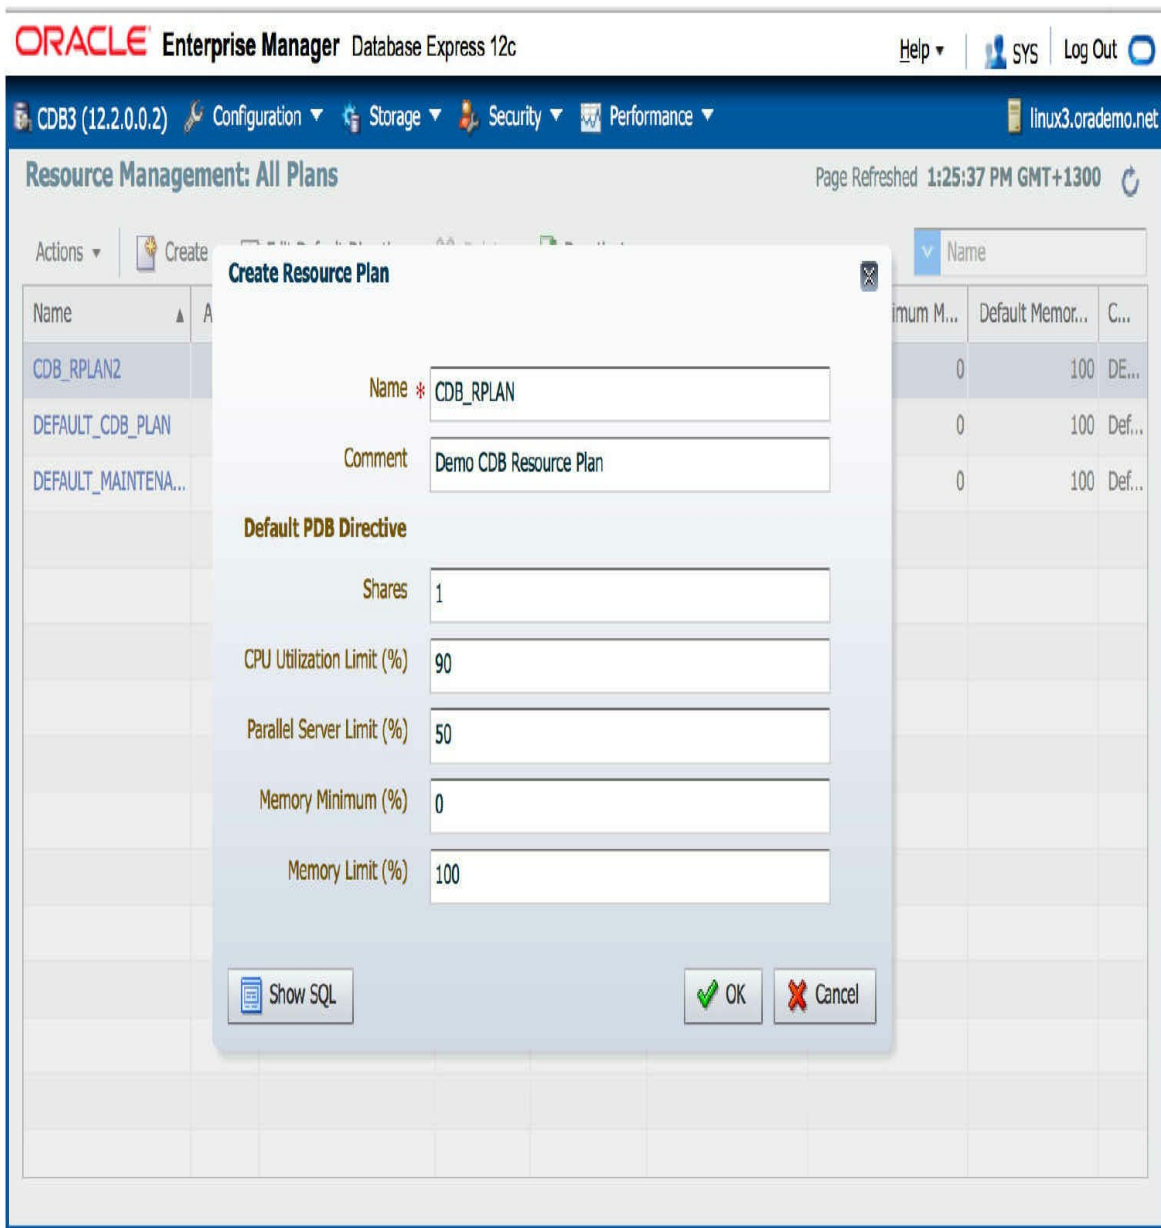 ORACLE Enterprise Manager Database Express 12c Help SYS Log Out
CDB3 (12.2.0.0.2) Configuration Storage Security Performance linux3.orademo.net
Resource Management: All Plans Page Refreshed 1:25:37 PM GMT+1300
Actions Create Name
Create Resource Plan
Name A imum M... Default Memor... C...
CDB_RPLAN2 0 100 DE...
DEFAULT_CDB_PLAN 0 100 Def...
DEFAULT_MAINTENA... 0 100 Def...
Name * CDB_RPLAN
Comment Demo CDB Resource Plan
Default PDB Directive
Shares 1
CPU Utilization Limit (%) 90
Parallel Server Limit (%) 50
Memory Minimum (%) 0
Memory Limit (%) 100
Show SQL OK Cancel